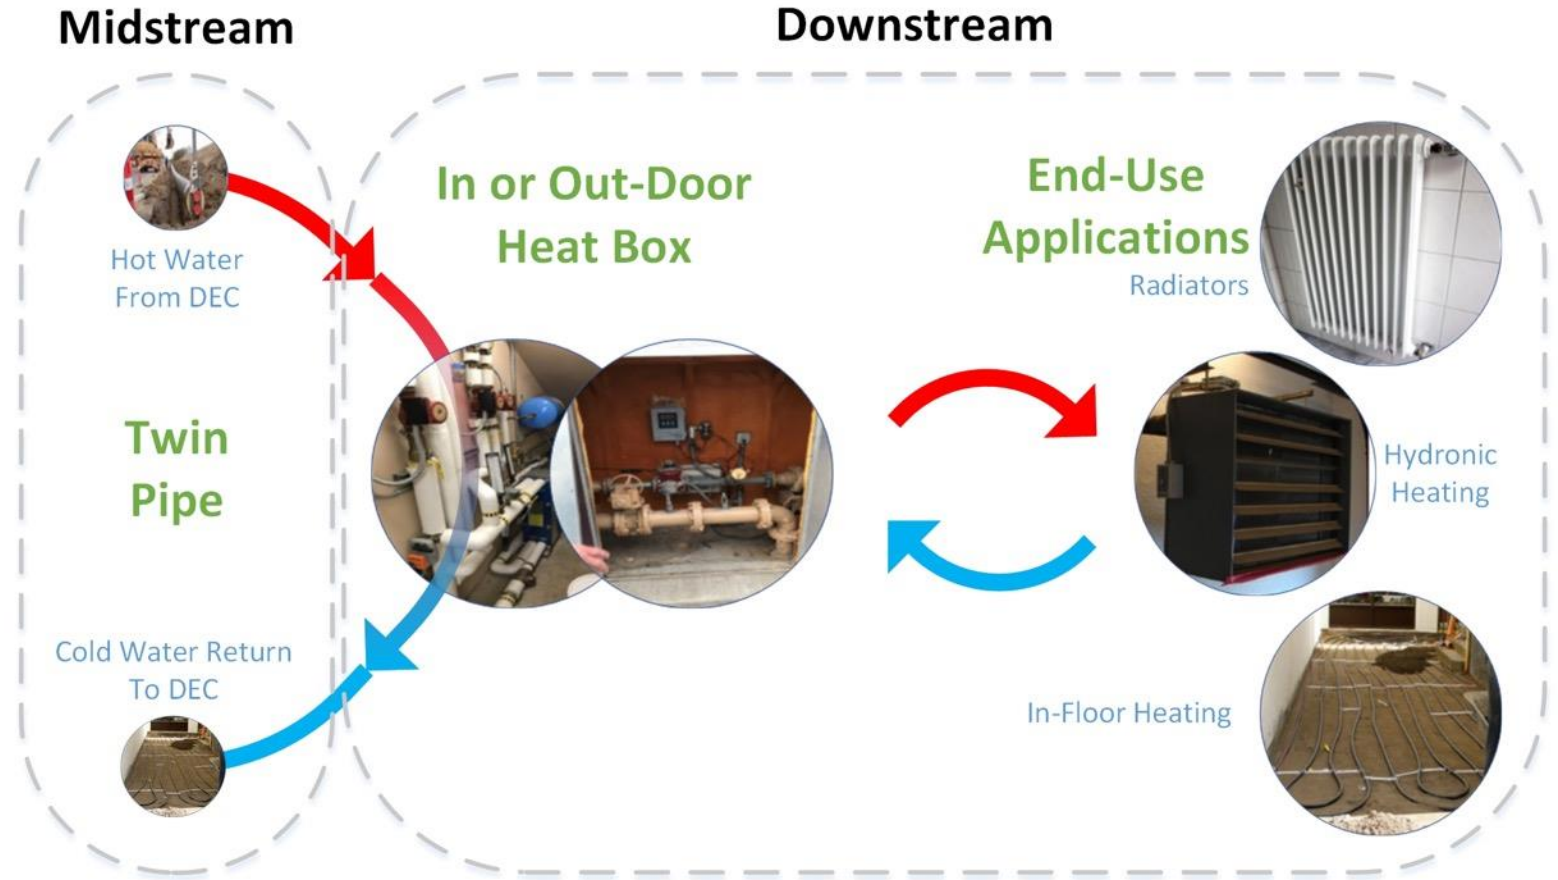 Midstream
Downstream
Hot Water
From DEC
Twin
Pipe
Cold Water Return
To DEC
In or Out-Door
Heat Box
End-Use
Applications
Radiators
Hydronic
Heating
In-Floor Heating